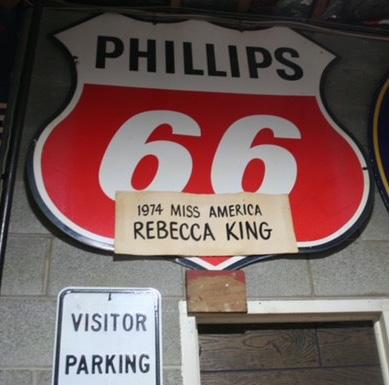 PHILLIPS
66
1974 MISS AMERICA
REBECCA KING
VISITOR
PARKING